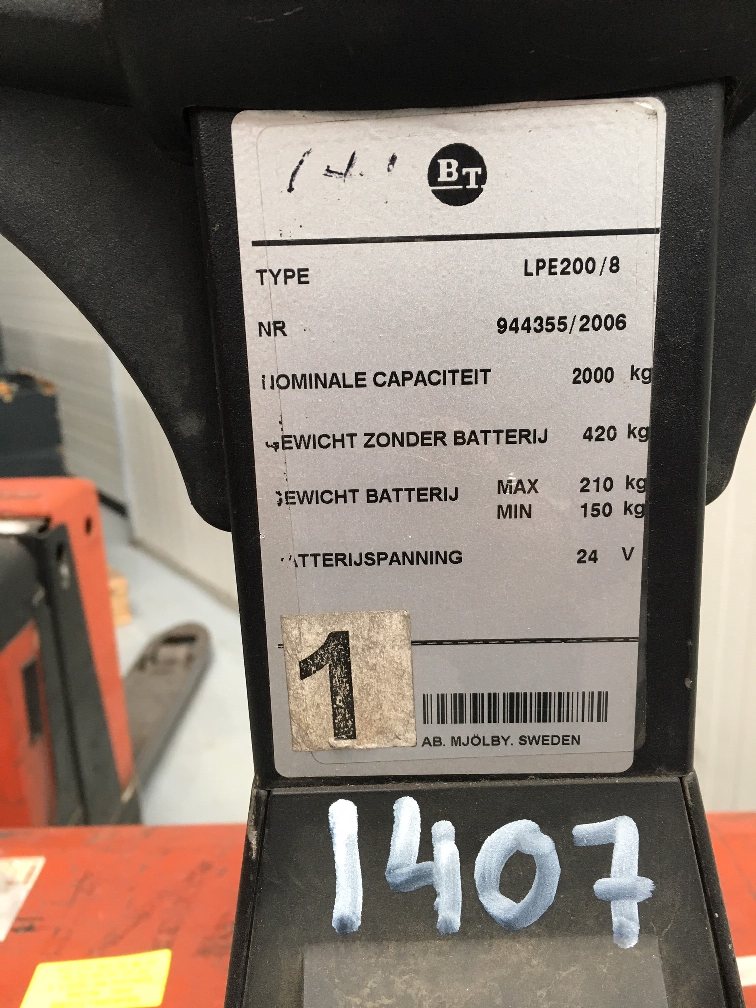 BT
TYPE LPE200/8
NR 944355/2006
NOMINALE CAPACITEIT 2000 kg
GEWICHT ZONDER BATTERIJ 420 kg
GEWICHT BATTERIJ MAX 210 kg
MIN 150 kg
BATTERIJSPANNING 24 V
1
AB. MJÖLBY. SWEDEN
1407